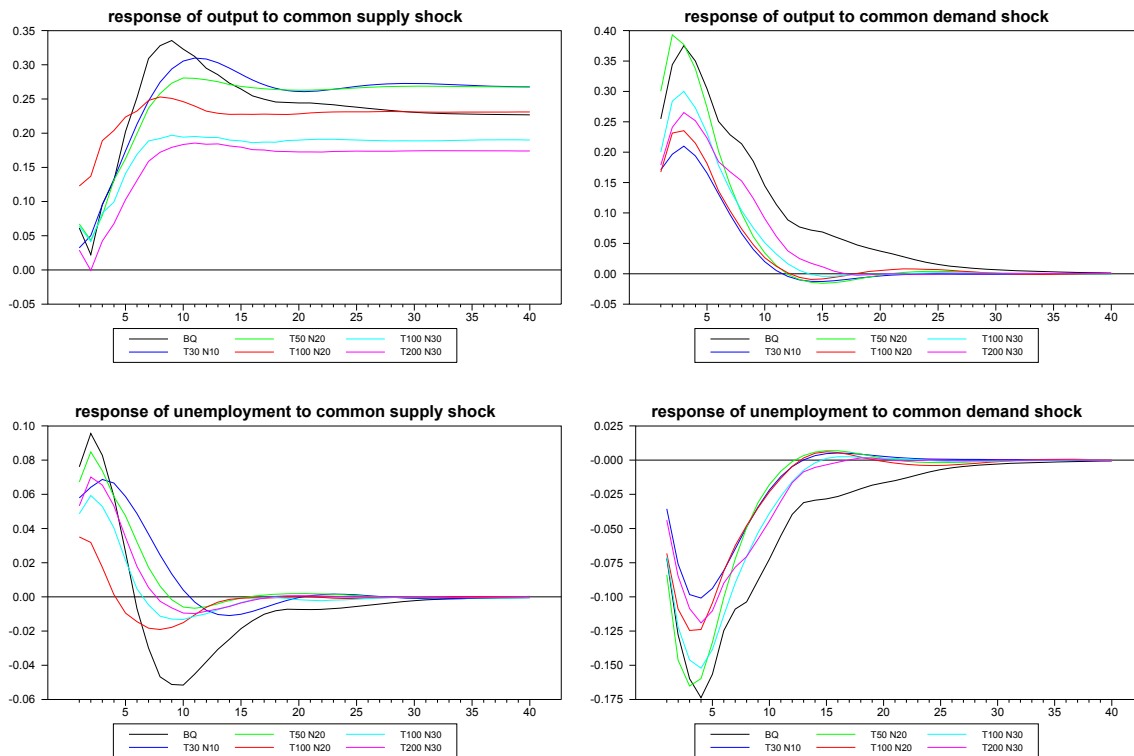 response of output to common supply shock
0.35
0.30
0.25
0.20
0.15
0.10
0.05
0.00
-0.05
5 10 15 20 25 30 35 40
BQ T50 N20 T100 N30
T30 N10 T100 N20 T200 N30
response of output to common demand shock
0.40
0.35
0.30
0.25
0.20
0.15
0.10
0.05
0.00
-0.05
5 10 15 20 25 30 35 40
BQ T50 N20 T100 N30
T30 N10 T100 N20 T200 N30
response of unemployment to common supply shock
0.10
0.08
0.06
0.04
0.02
0.00
-0.02
-0.04
-0.06
5 10 15 20 25 30 35 40
BQ T50 N20 T100 N30
T30 N10 T100 N20 T200 N30
response of unemployment to common demand shock
0.025
-0.000
-0.025
-0.050
-0.075
-0.100
-0.125
-0.150
-0.175
5 10 15 20 25 30 35 40
BQ T50 N20 T100 N30
T30 N10 T100 N20 T200 N30